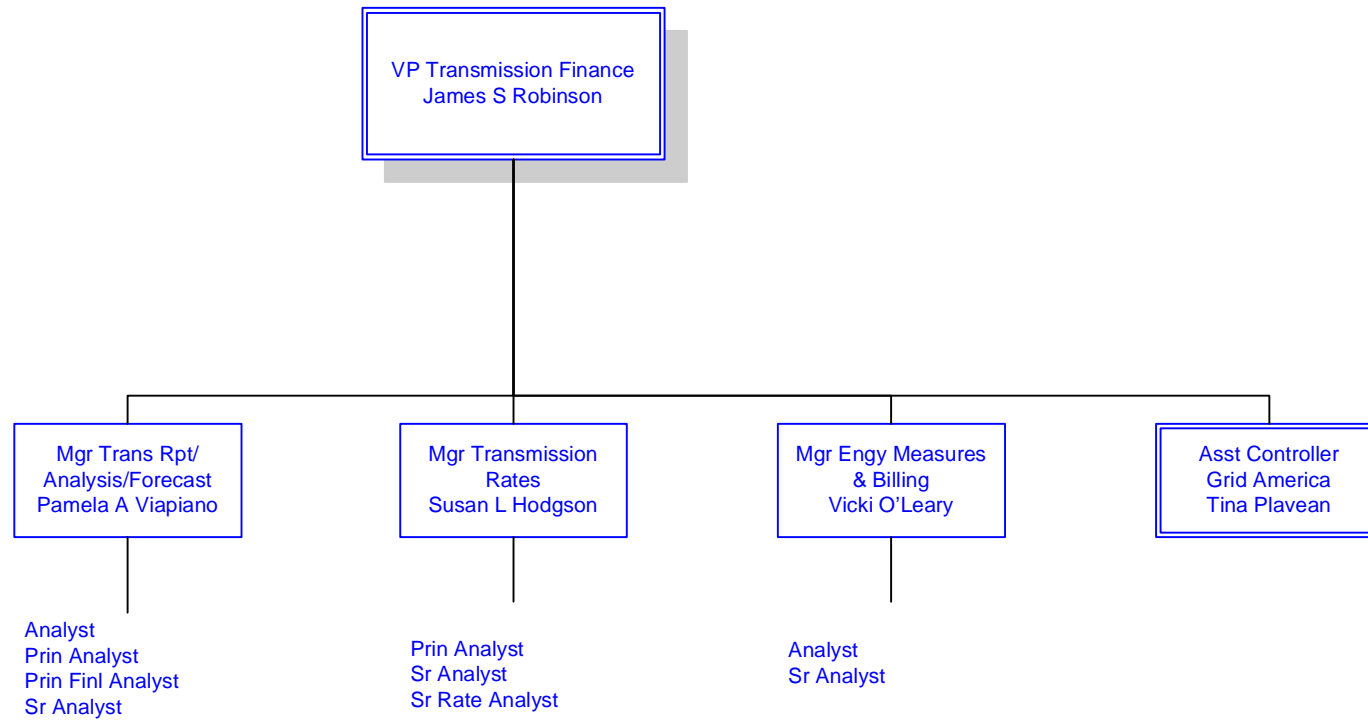 VP Transmission Finance
James S Robinson
Mgr Trans Rpt/
Analysis/Forecast
Pamela A Viapiano
Mgr Transmission
Rates
Susan L Hodgson
Mgr Engy Measures
& Billing
Vicki O’Leary
Asst Controller
Grid America
Tina Plavean
Analyst
Prin Analyst
Prin Finl Analyst
Sr Analyst
Prin Analyst
Sr Analyst
Sr Rate Analyst
Analyst
Sr Analyst